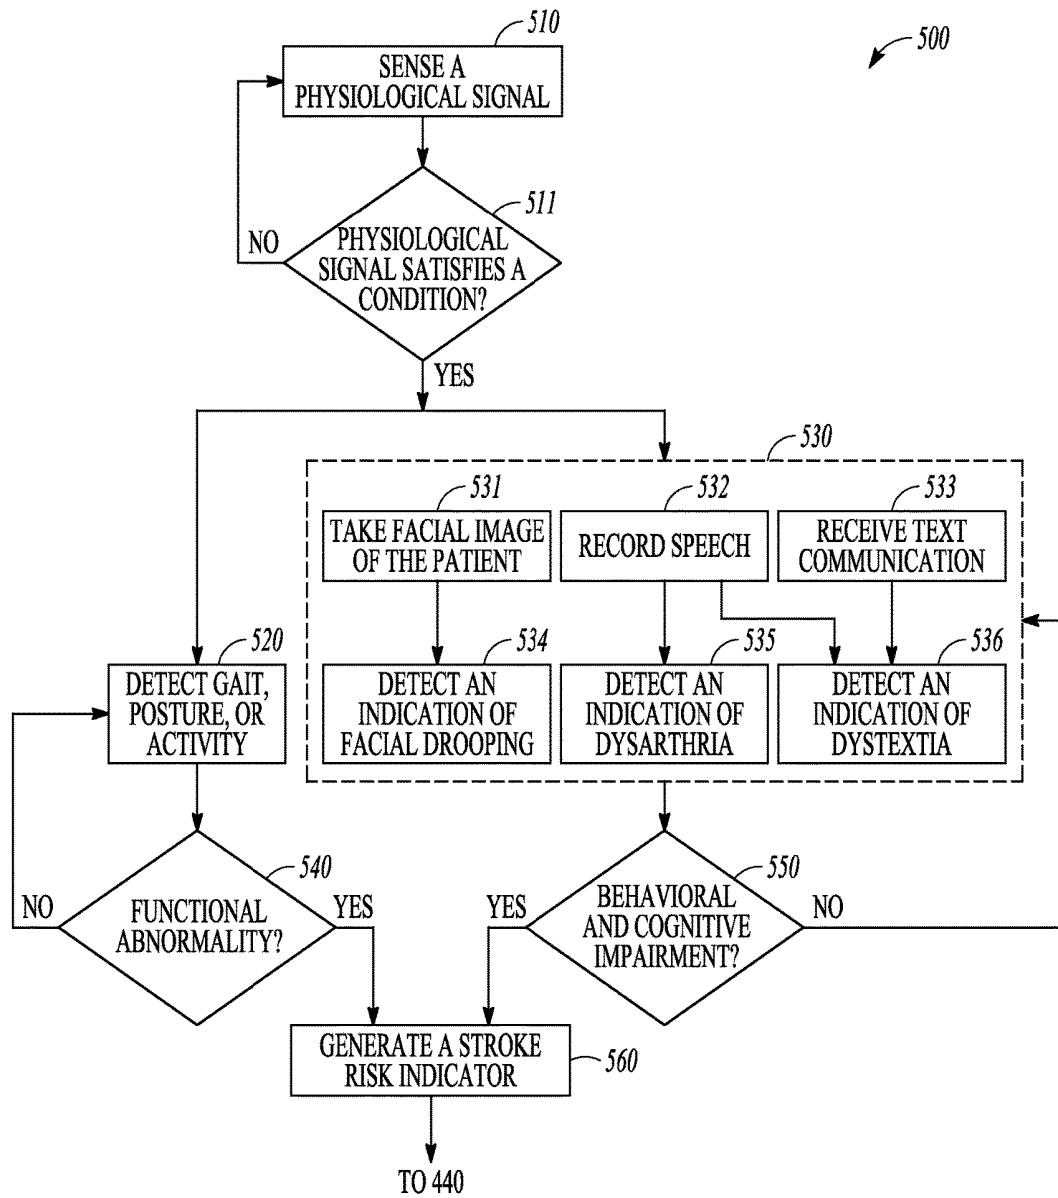 510
500
SENSE A
PHYSIOLOGICAL SIGNAL
511
NO
PHYSIOLOGICAL
SIGNAL SATISFIES A
CONDITION?
YES
530
531
532
533
TAKE FACIAL IMAGE
OF THE PATIENT
RECORD SPEECH
RECEIVE TEXT
COMMUNICATION
520
534
535
536
DETECT GAIT,
POSTURE, OR
ACTIVITY
DETECT AN
INDICATION OF
FACIAL DROOPING
DETECT AN
INDICATION OF
DYSARTHRIA
DETECT AN
INDICATION OF
DYSTEXTIA
540
550
NO
FUNCTIONAL
ABNORMALITY?
YES
YES
BEHAVIORAL
AND COGNITIVE
IMPAIRMENT?
NO
GENERATE A STROKE
RISK INDICATOR
560
TO 440